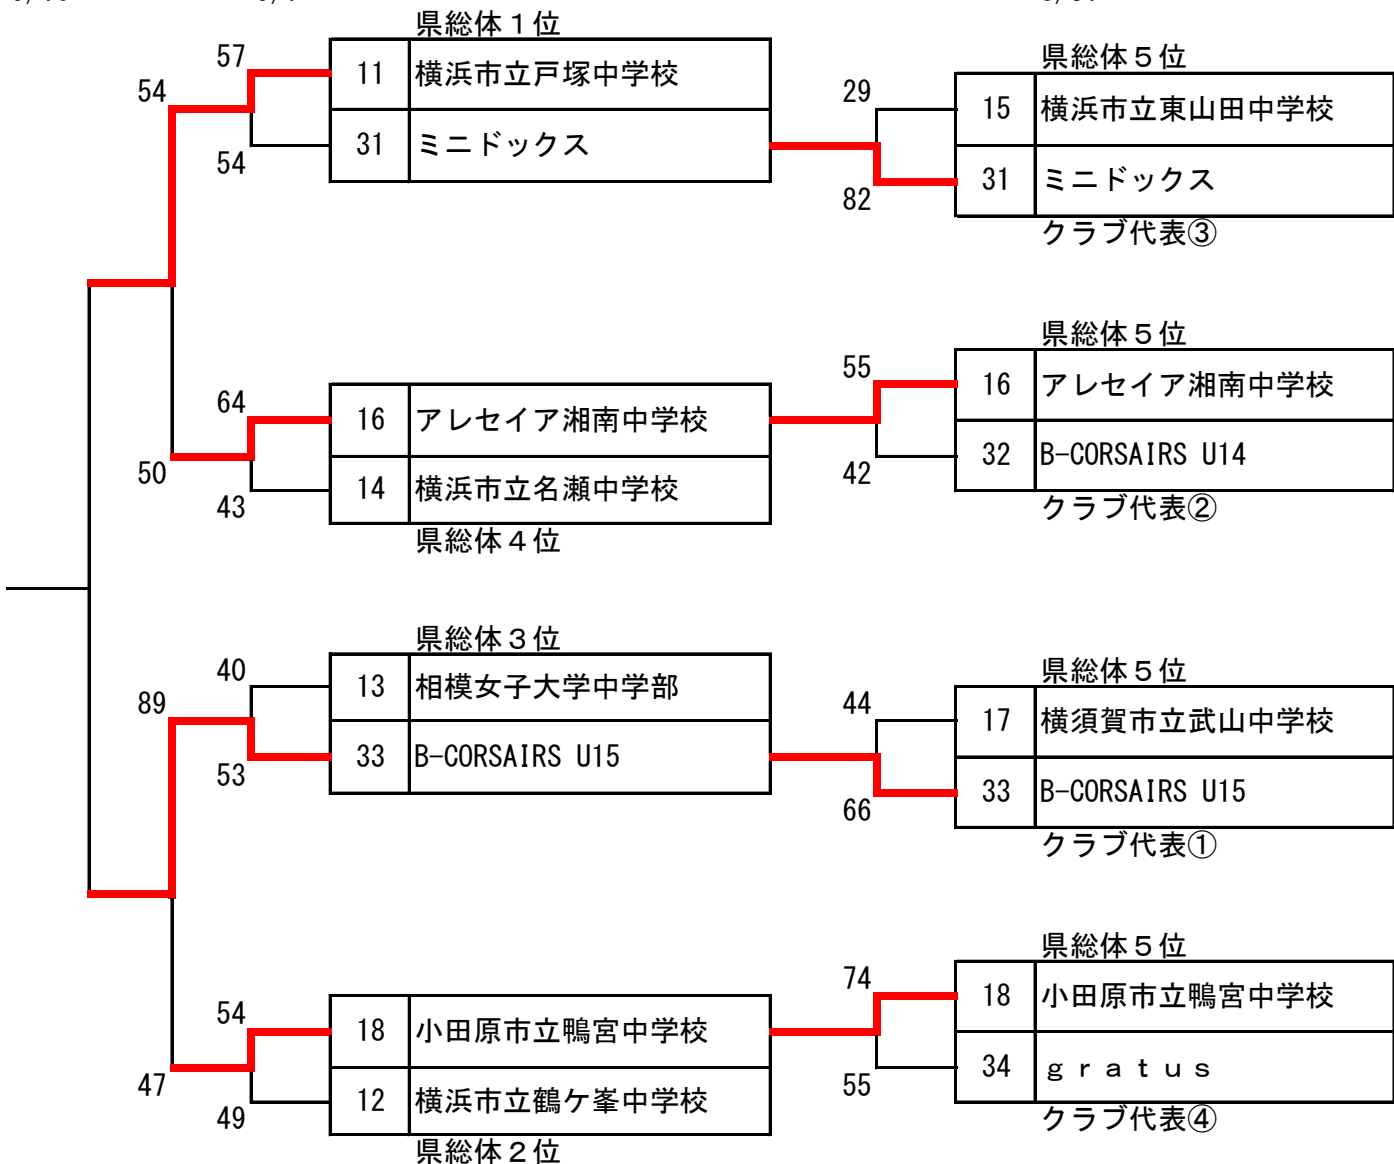 県総体１位
57
11 横浜市立戸塚中学校
54
31 ミニドックス
54
県総体５位
29
15 横浜市立東山田中学校
31 ミニドックス
82
クラブ代表③
64
16 アレセイア湘南中学校
50
14 横浜市立名瀬中学校
43
県総体４位
県総体５位
55
16 アレセイア湘南中学校
32 B-CORSAIRS U14
42
クラブ代表②
県総体３位
40
13 相模女子大学中学部
89
33 B-CORSAIRS U15
53
県総体５位
44
17 横須賀市立武山中学校
33 B-CORSAIRS U15
66
クラブ代表①
54
18 小田原市立鴨宮中学校
47
12 横浜市立鶴ケ峯中学校
49
県総体２位
県総体５位
74
18 小田原市立鴨宮中学校
34 ｇｒａｔｕｓ
55
クラブ代表④